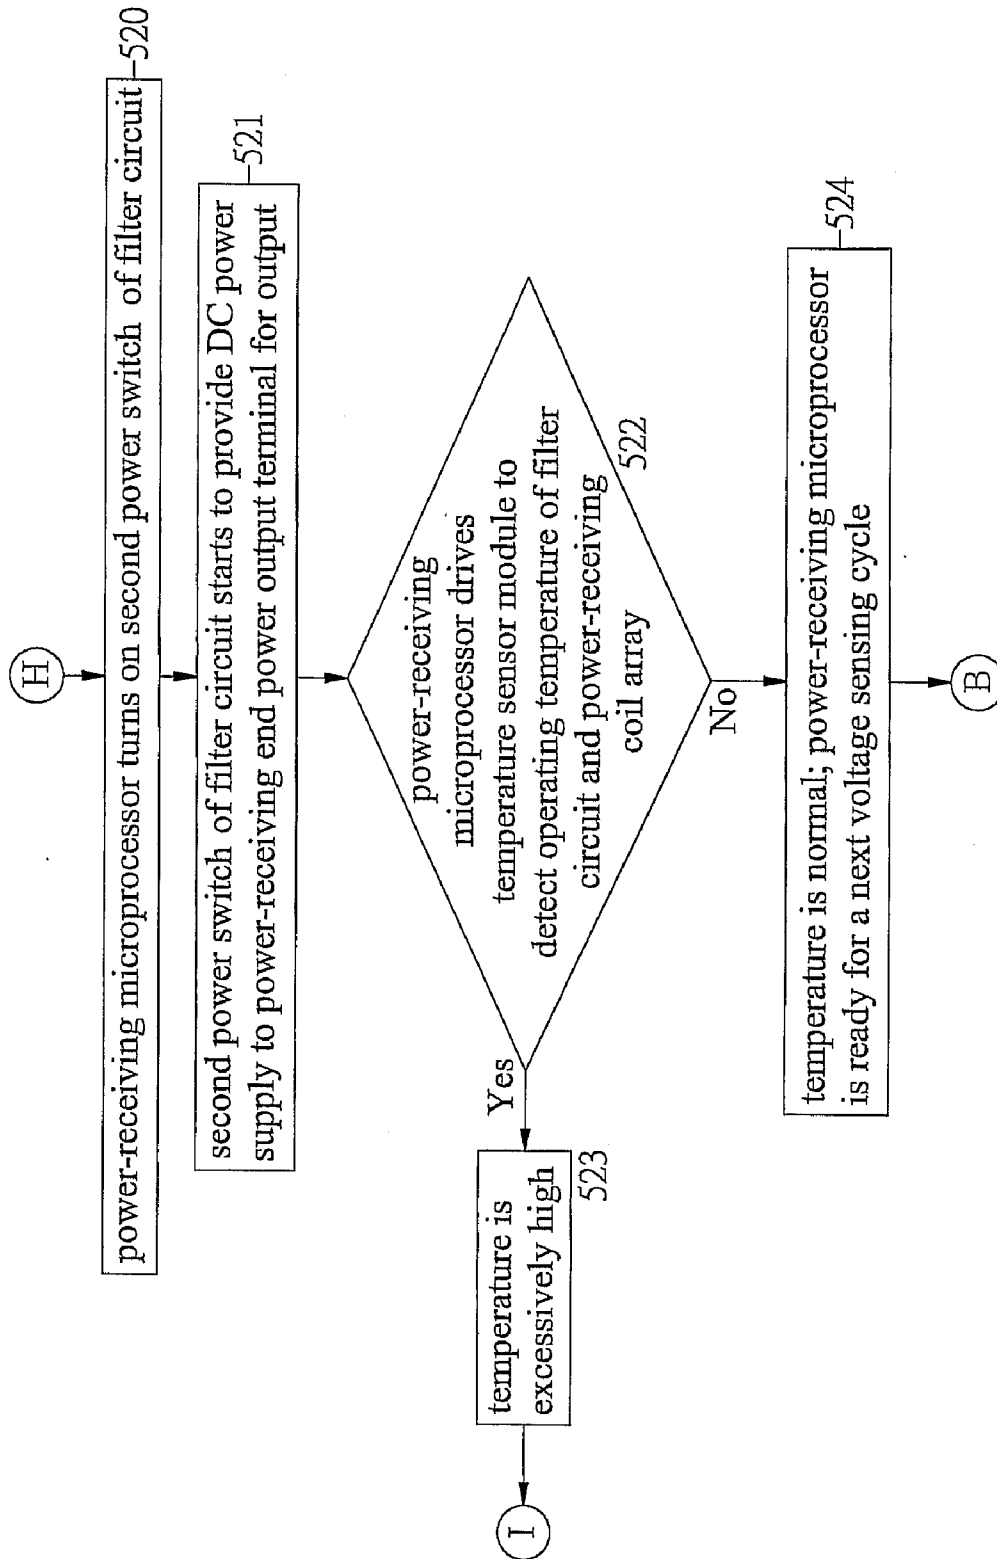 H
power-receiving microprocessor turns on second power switch of filter circuit
520
second power switch of filter circuit starts to provide DC power
supply to power-receiving end power output terminal for output
521
power-receiving
microprocessor drives
temperature sensor module to
detect operating temperature of filter
circuit and power-receiving
coil array
522
Yes
temperature is
excessively high
523
I
No
temperature is normal; power-receiving microprocessor
is ready for a next voltage sensing cycle
524
B